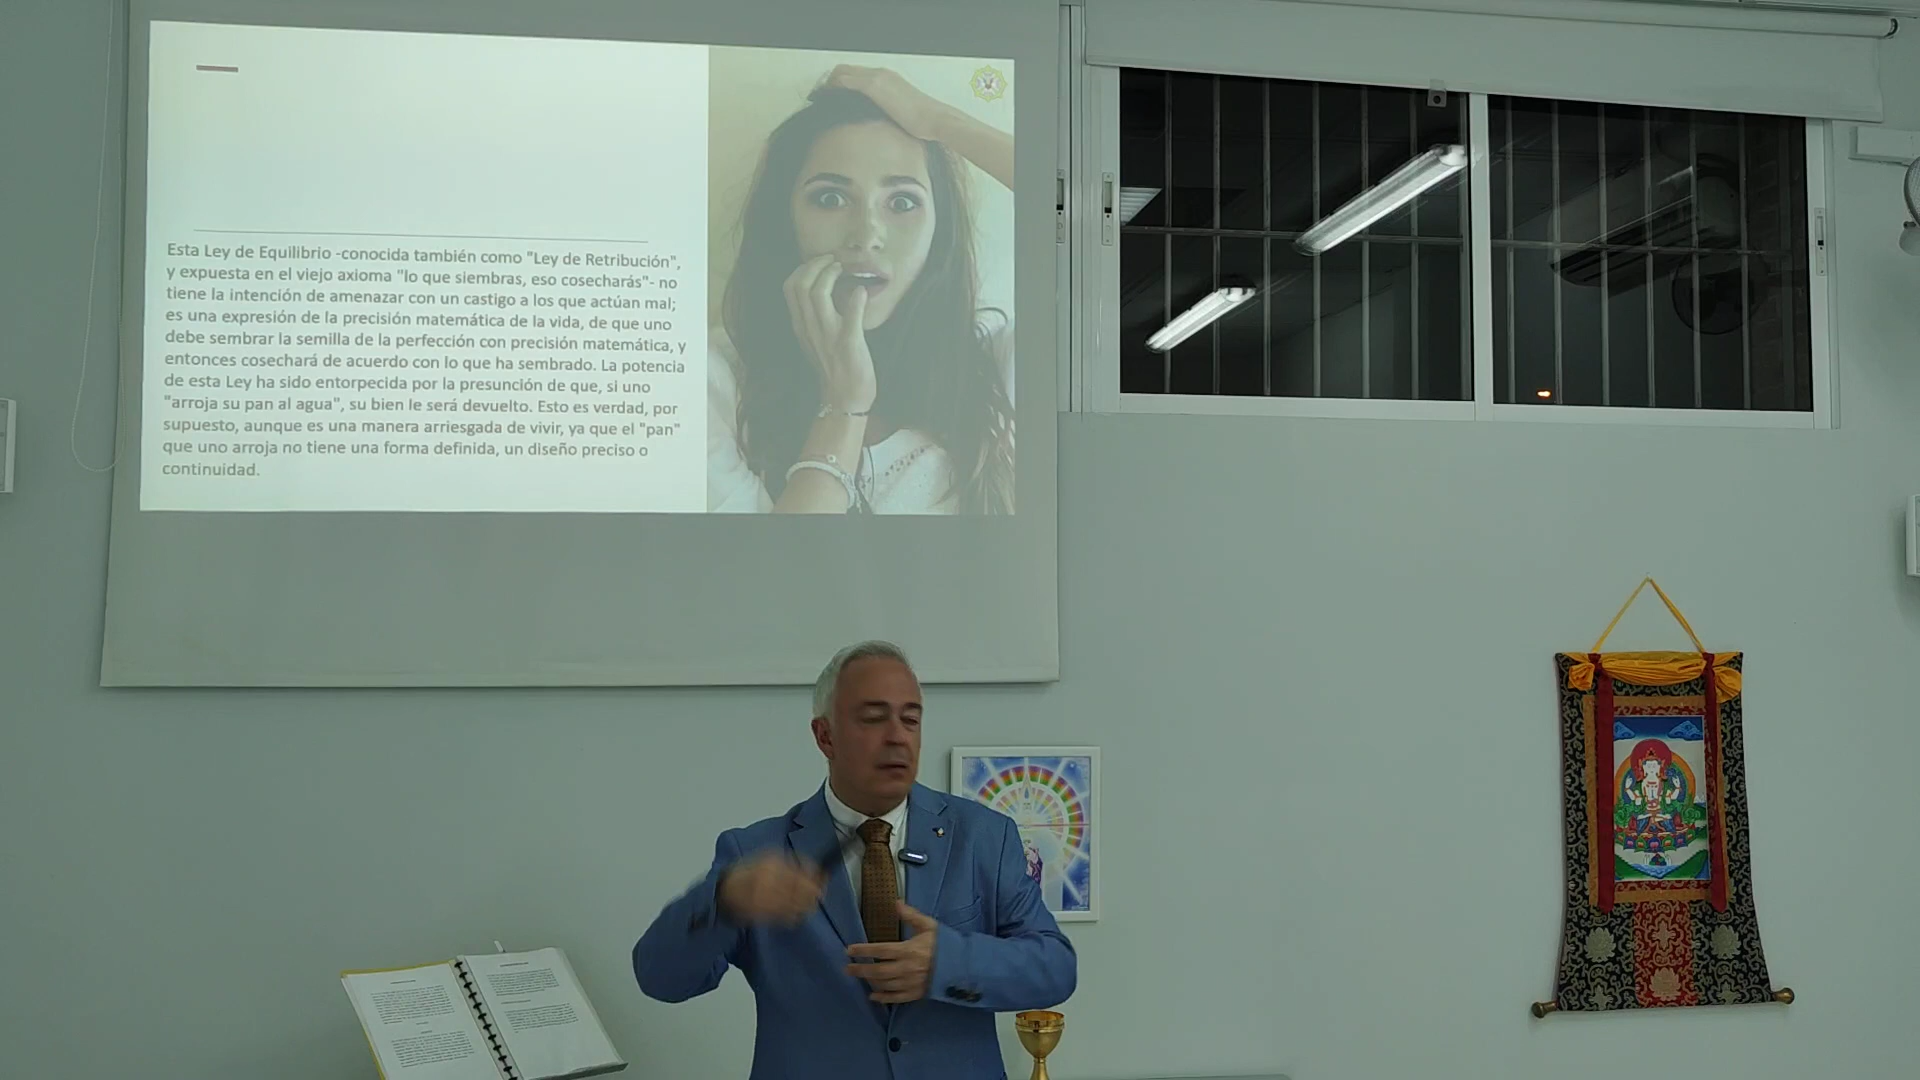 Esta Ley de Equilibrio -conocida también como "Ley de Retribución",
y expuesta en el viejo axioma "lo que siembras, eso cosecharás"- no
tiene la intención de amenazar con un castigo a los que actúan mal;
es una expresión de la precisión matemática de la vida, de que uno
debe sembrar la semilla de la perfección con precisión matemática, y
entonces cosechará de acuerdo con lo que ha sembrado. La potencia
de esta Ley ha sido entorpecida por la presunción de que, si uno
"arroja su pan al agua", su bien le será devuelto. Esto es verdad, por
supuesto, aunque es una manera arriesgada de vivir, ya que el "pan"
que uno arroja no tiene una forma definida, un diseño preciso o
continuidad.